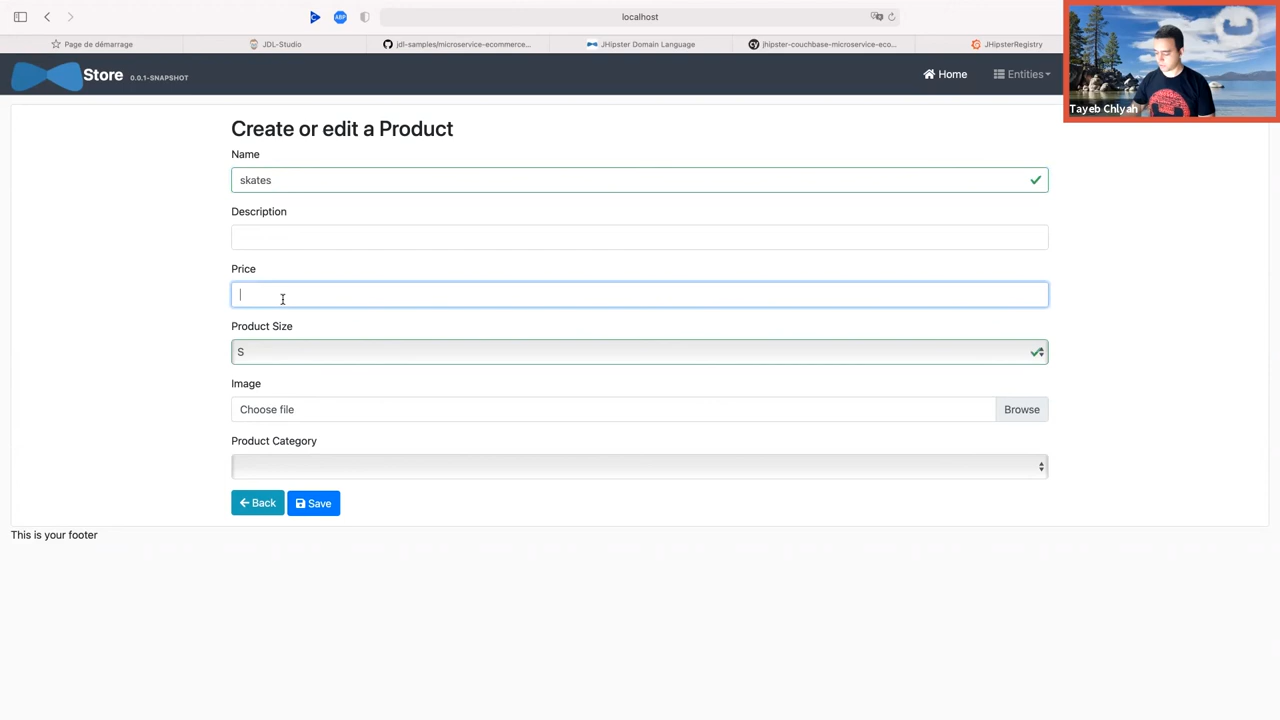 ABP
localhost
Page de démarrage
JDL-Studio
jdl-samples/microservice-ecommerce...
JHipster Domain Language
jhipster-couchbase-microservice-eco...
JHipsterRegistry
Store 0.0.1-SNAPSHOT
Home
Entities
Tayeb Chlyah
Create or edit a Product
Name
skates
Description
Price
Product Size
S
Image
Choose file
Browse
Product Category
Back
Save
This is your footer